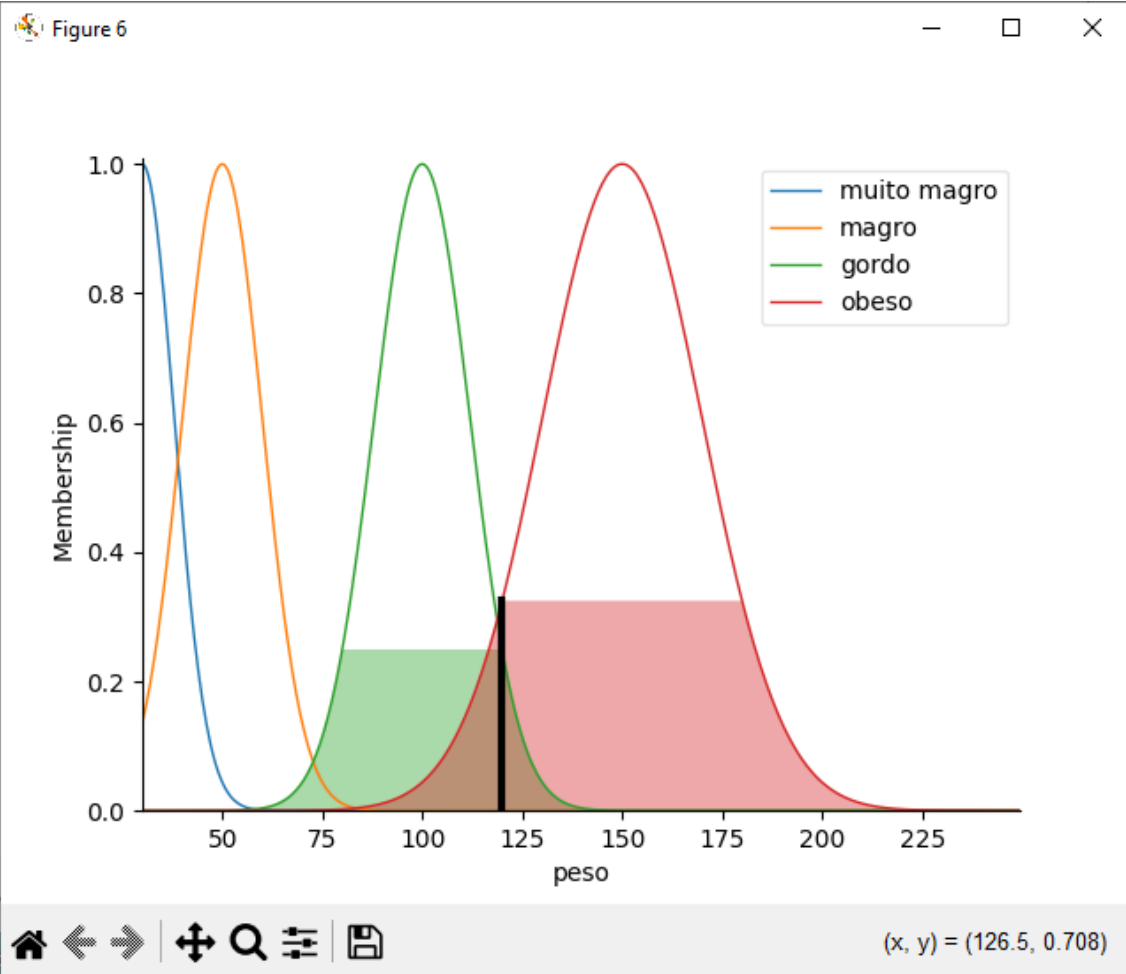 Figure 6
1.0
0.8
0.6
0.4
0.2
0.0
Membership
50 75 100 125 150 175 200 225
peso
muito magro
magro
gordo
obeso
(x, y) = (126.5, 0.708)